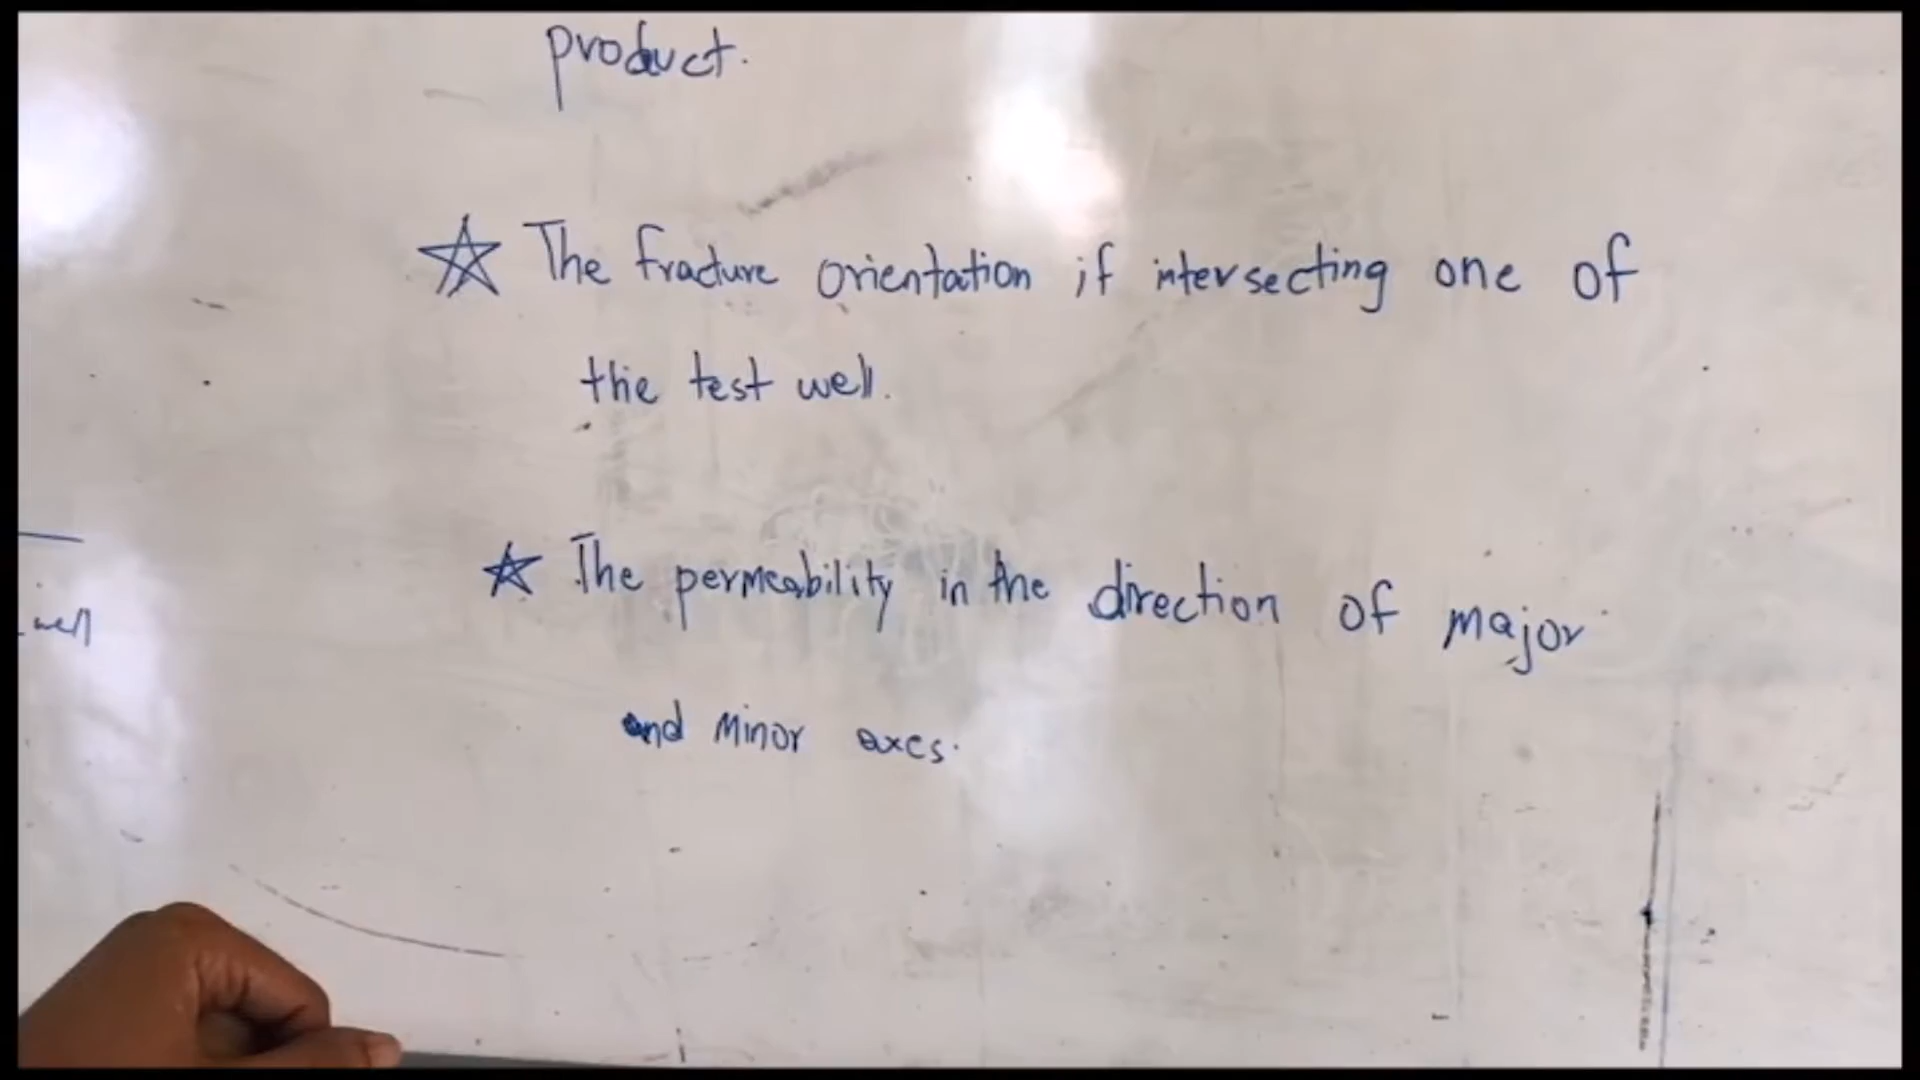 product.
☆ The fracture orientation if intersecting one of
the test well.
☆ The permeability in the direction of major
well
and minor axes.